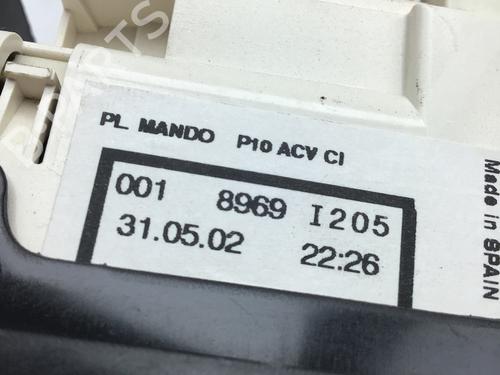 PL MANDO P10 ACV CI
001 8969 I205
31.05.02 22:26
Made in SPAIN